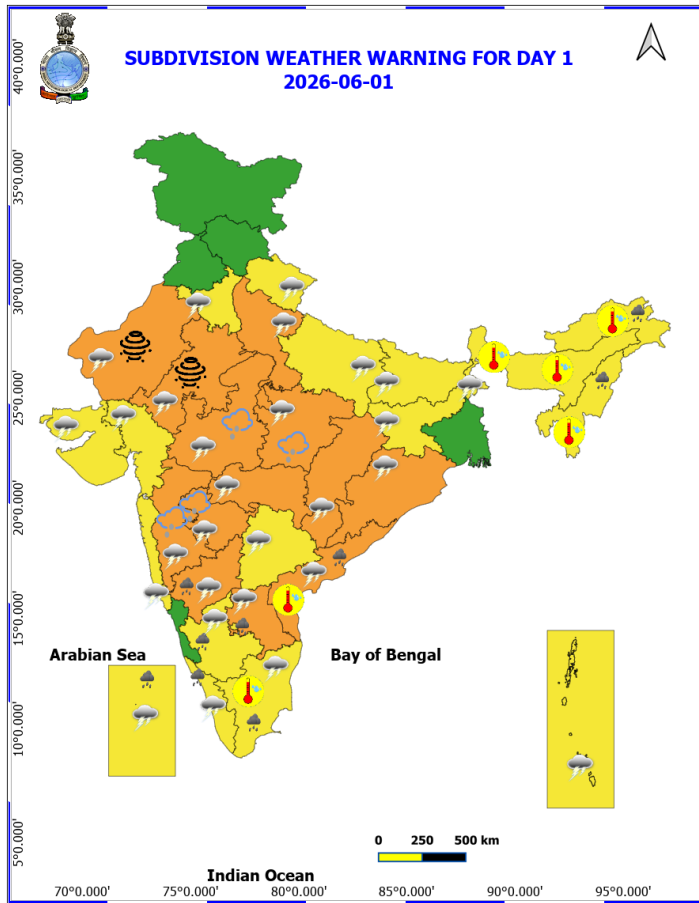 SUBDIVISION WEATHER WARNING FOR DAY 1
2026-06-01
40°0.000'
35°0.000'
30°0.000'
25°0.000'
20°0.000'
15°0.000'
10°0.000'
5°0.000'
Arabian Sea
Bay of Bengal
0 250 500 km
Indian Ocean
70°0.000' 75°0.000' 80°0.000' 85°0.000' 90°0.000' 95°0.000'